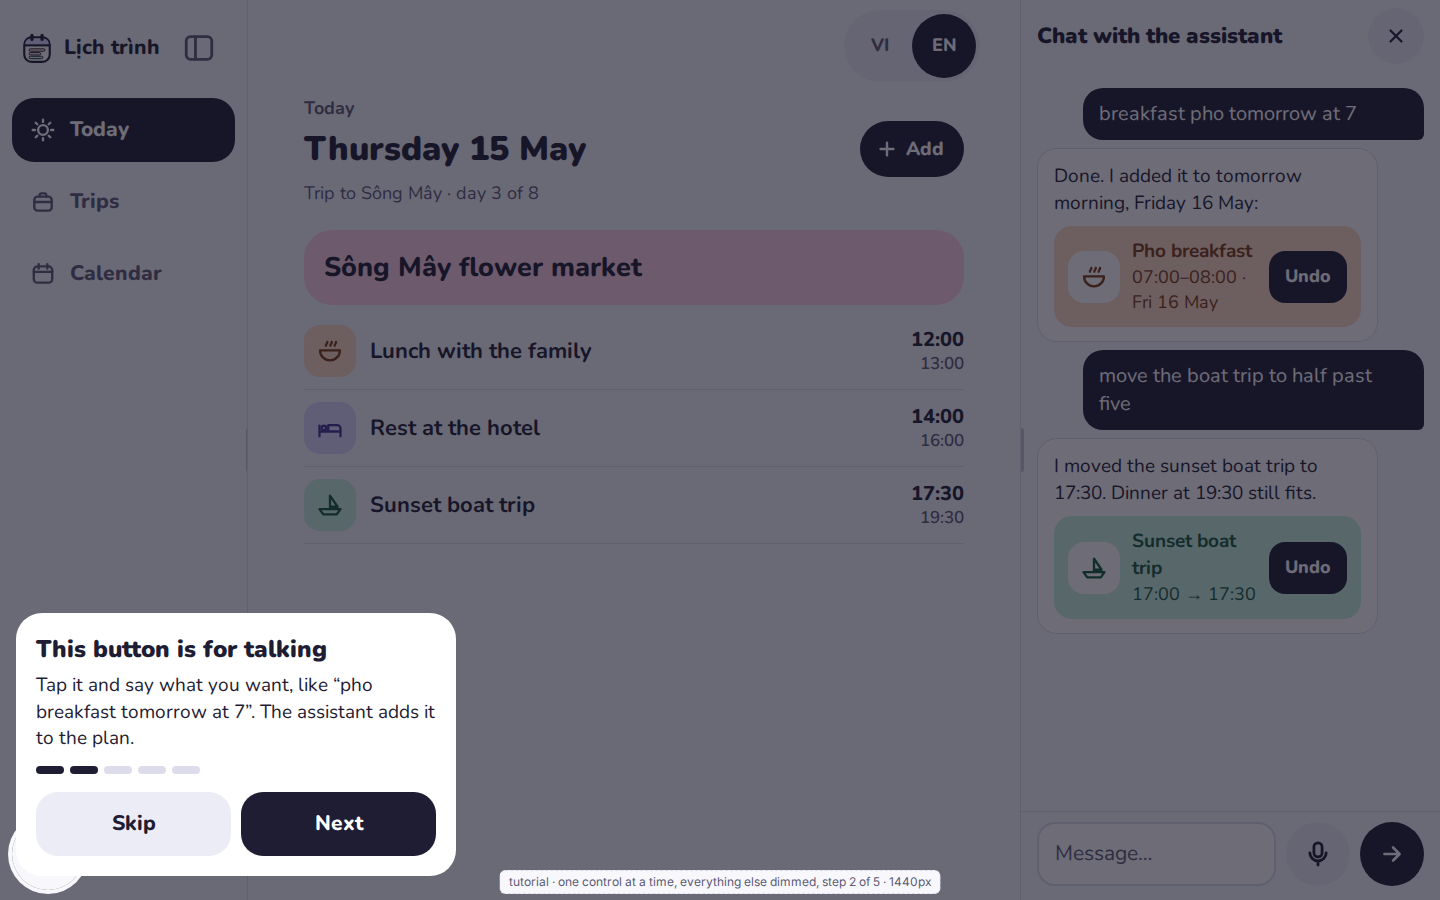 Lịch trình
Today
Trips
Calendar
VI
EN
Today
Thursday 15 May
Trip to Sông Mây · day 3 of 8
Add
Sông Mây flower market
Lunch with the family
12:00
13:00
Rest at the hotel
14:00
16:00
Sunset boat trip
17:30
19:30
Chat with the assistant
breakfast pho tomorrow at 7
Done. I added it to tomorrow
morning, Friday 16 May:
Pho breakfast
07:00–08:00 ·
Fri 16 May
Undo
move the boat trip to half past
five
I moved the sunset boat trip to
17:30. Dinner at 19:30 still fits.
Sunset boat
trip
17:00 → 17:30
Undo
Message...
This button is for talking
Tap it and say what you want, like “pho
breakfast tomorrow at 7”. The assistant adds it
to the plan.
Skip
Next
tutorial · one control at a time, everything else dimmed, step 2 of 5 · 1440px